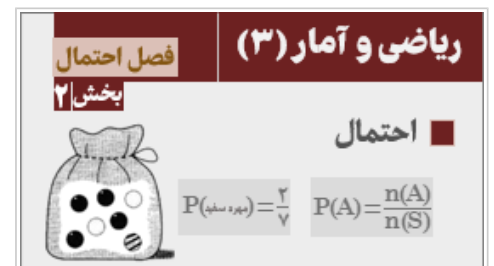 ریاضی و آمار (۳)
فصل احتمال
بخش ۲
احتمال
P(A)=n(A)/n(S)
P(مهره سفید)=۲/۷